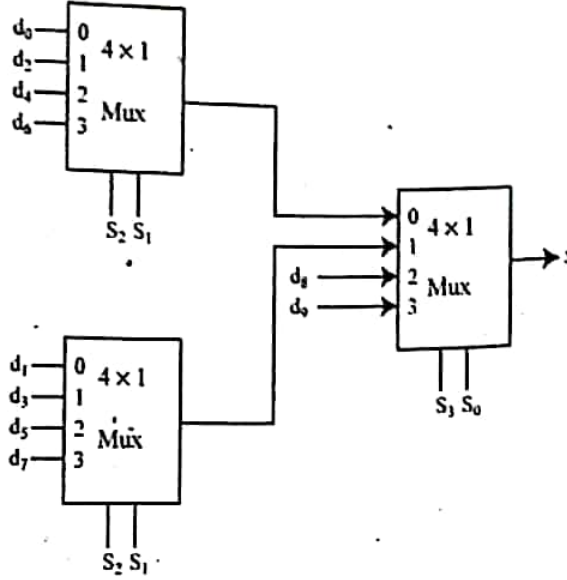 d₀ 0
4 × 1
d₂ 1
d₄ 2
Mux
d₆ 3
S₂ S₁
0
4 × 1
1
d₈ 2
Mux
d₉ 3
S₃ S₀
d₁ 0
4 × 1
d₃ 1
d₅ 2
Mux
d₇ 3
S₂ S₁